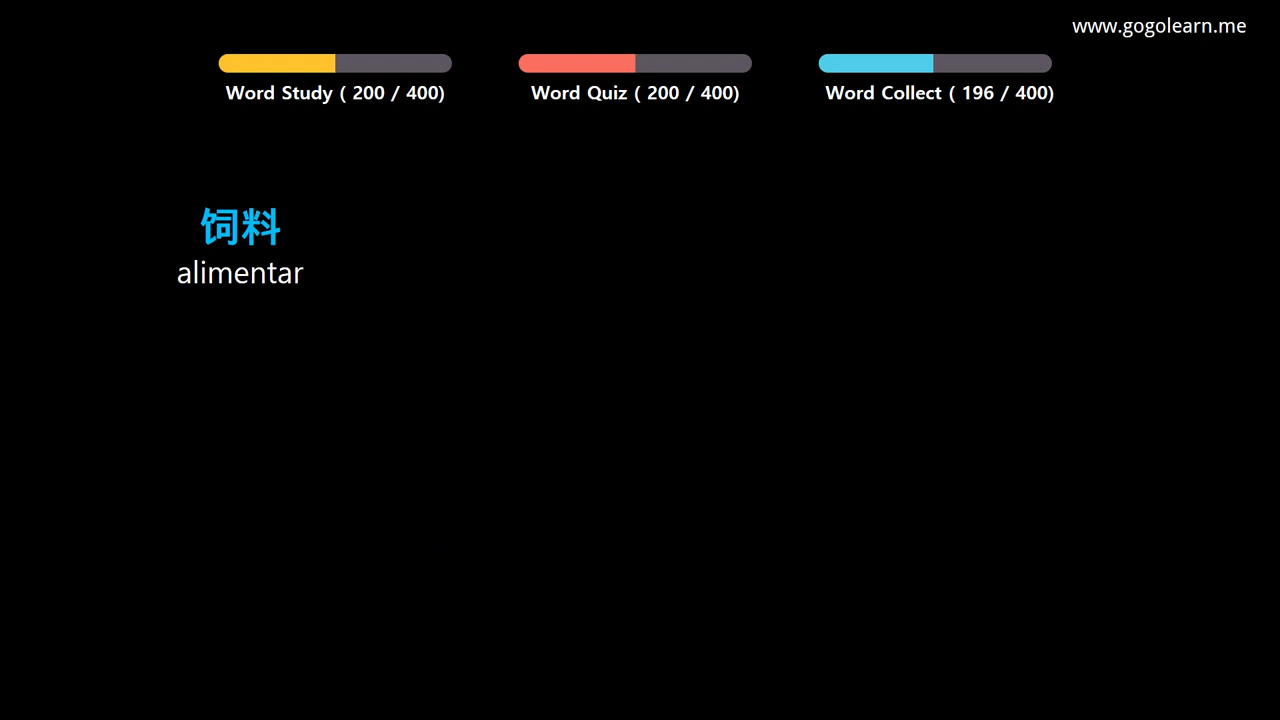 www.gogolearn.me
Word Study ( 200 / 400)
Word Quiz ( 200 / 400)
Word Collect ( 196 / 400)
饲料
alimentar